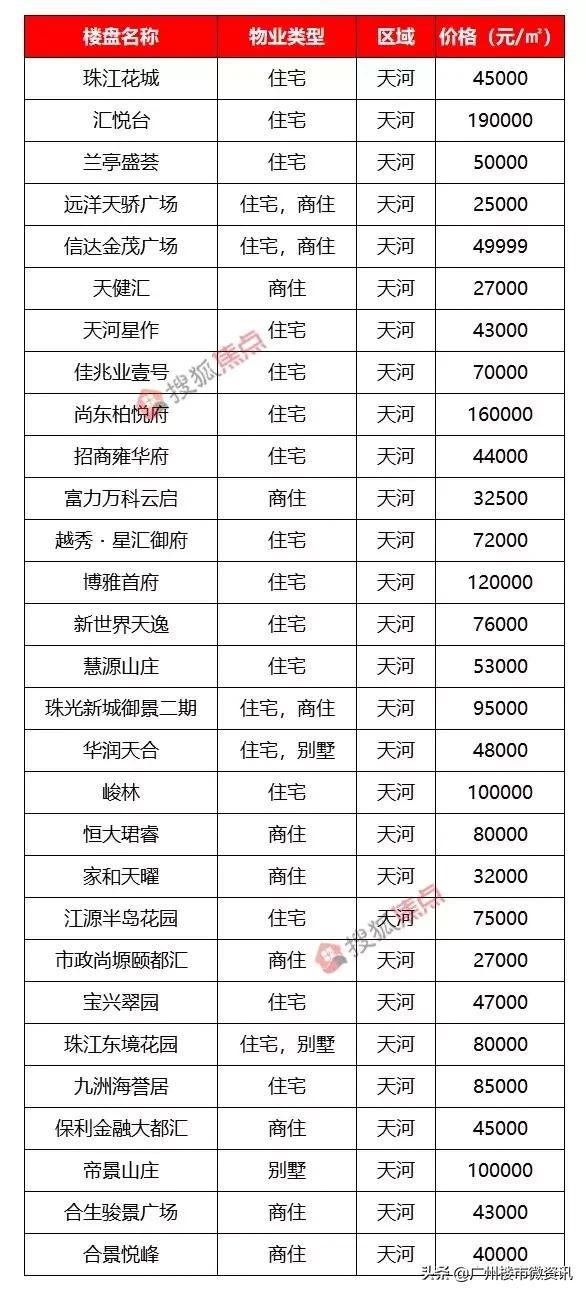 楼盘名称 物业类型 区域 价格（元/㎡）
珠江花城 住宅 天河 45000
汇悦台 住宅 天河 190000
兰亭盛荟 住宅 天河 50000
远洋天骄广场 住宅，商住 天河 25000
信达金茂广场 住宅，商住 天河 49999
天健汇 商住 天河 27000
天河星作 住宅 天河 43000
佳兆业壹号 住宅 天河 70000
尚东柏悦府 住宅 天河 160000
招商雍华府 住宅 天河 44000
富力万科云启 商住 天河 32500
越秀·星汇御府 住宅 天河 72000
博雅首府 住宅 天河 120000
新世界天逸 住宅 天河 76000
慧源山庄 住宅 天河 53000
珠光新城御景二期 住宅，商住 天河 95000
华润天合 住宅，别墅 天河 48000
峻林 住宅 天河 100000
恒大珺睿 商住 天河 80000
家和天曜 商住 天河 32000
江源半岛花园 住宅 天河 75000
市政尚塬颐都汇 商住 天河 27000
宝兴翠园 住宅 天河 47000
珠江东境花园 住宅，别墅 天河 80000
九洲海誉居 住宅 天河 85000
保利金融大都汇 商住 天河 45000
帝景山庄 别墅 天河 100000
合生骏景广场 商住 天河 43000
合景悦峰 商住 天河 40000
搜狐焦点
搜狐焦点
头条 @广州楼市微资讯